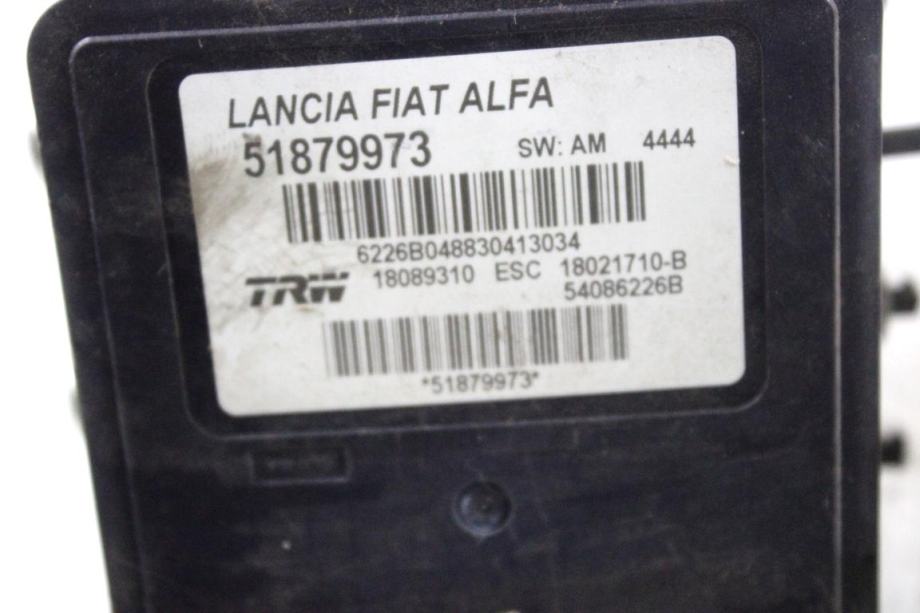 LANCIA FIAT ALFA
51879973 SW: AM 4444
6226B048830413034
TRW 18089310 ESC 18021710-B
54086226B
*51879973*